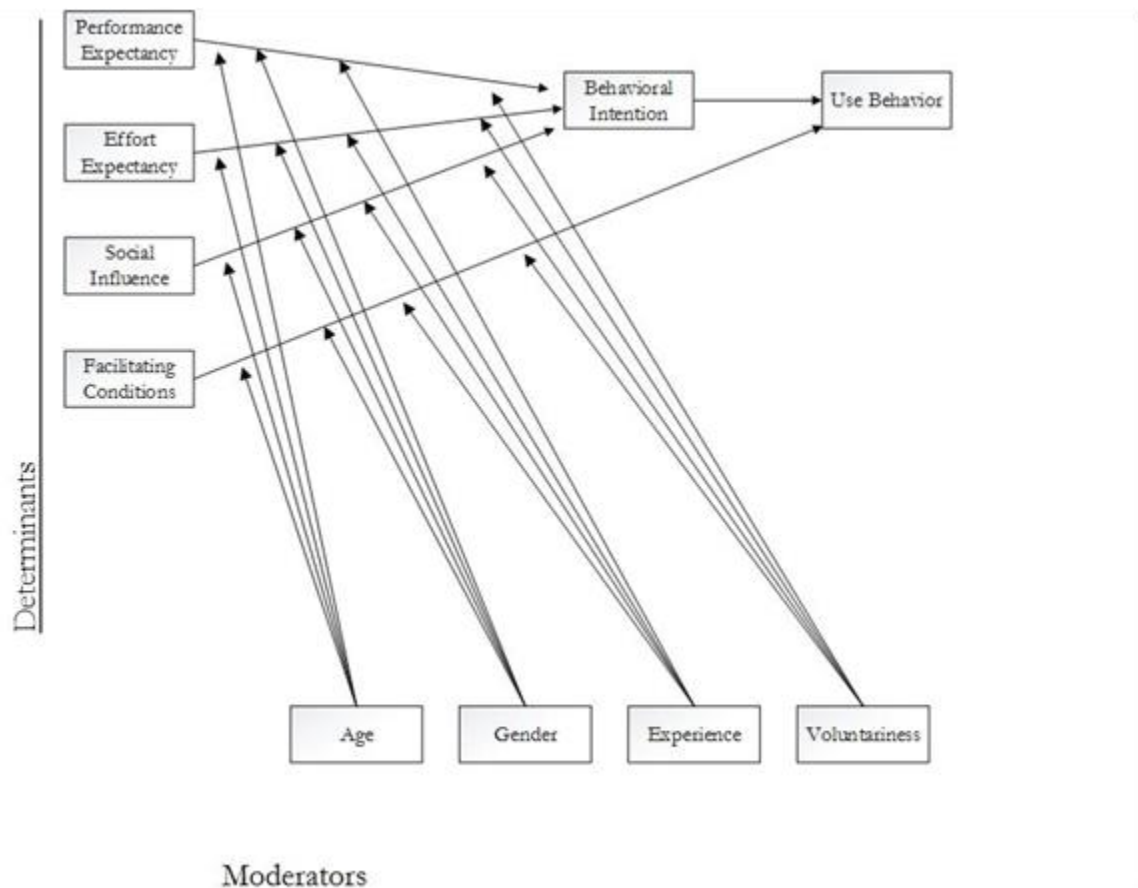 Performance
Expectancy
Behavioral
Intention
Use Behavior
Effort
Expectancy
Social
Influence
Facilitating
Conditions
Determinants
Age
Gender
Experience
Voluntariness
Moderators